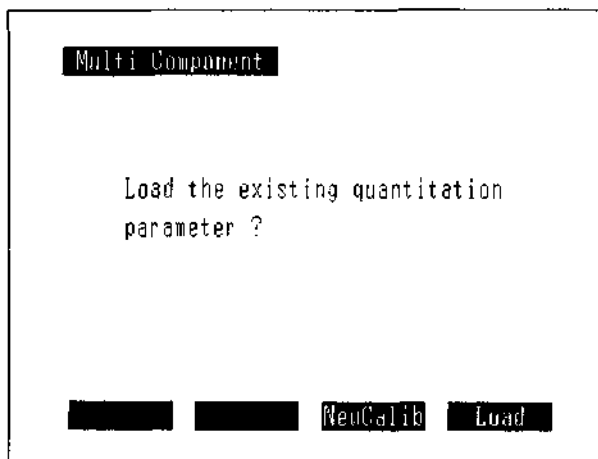 Multi Component
Load the existing quantitation
parameter ?
NewCalib Load